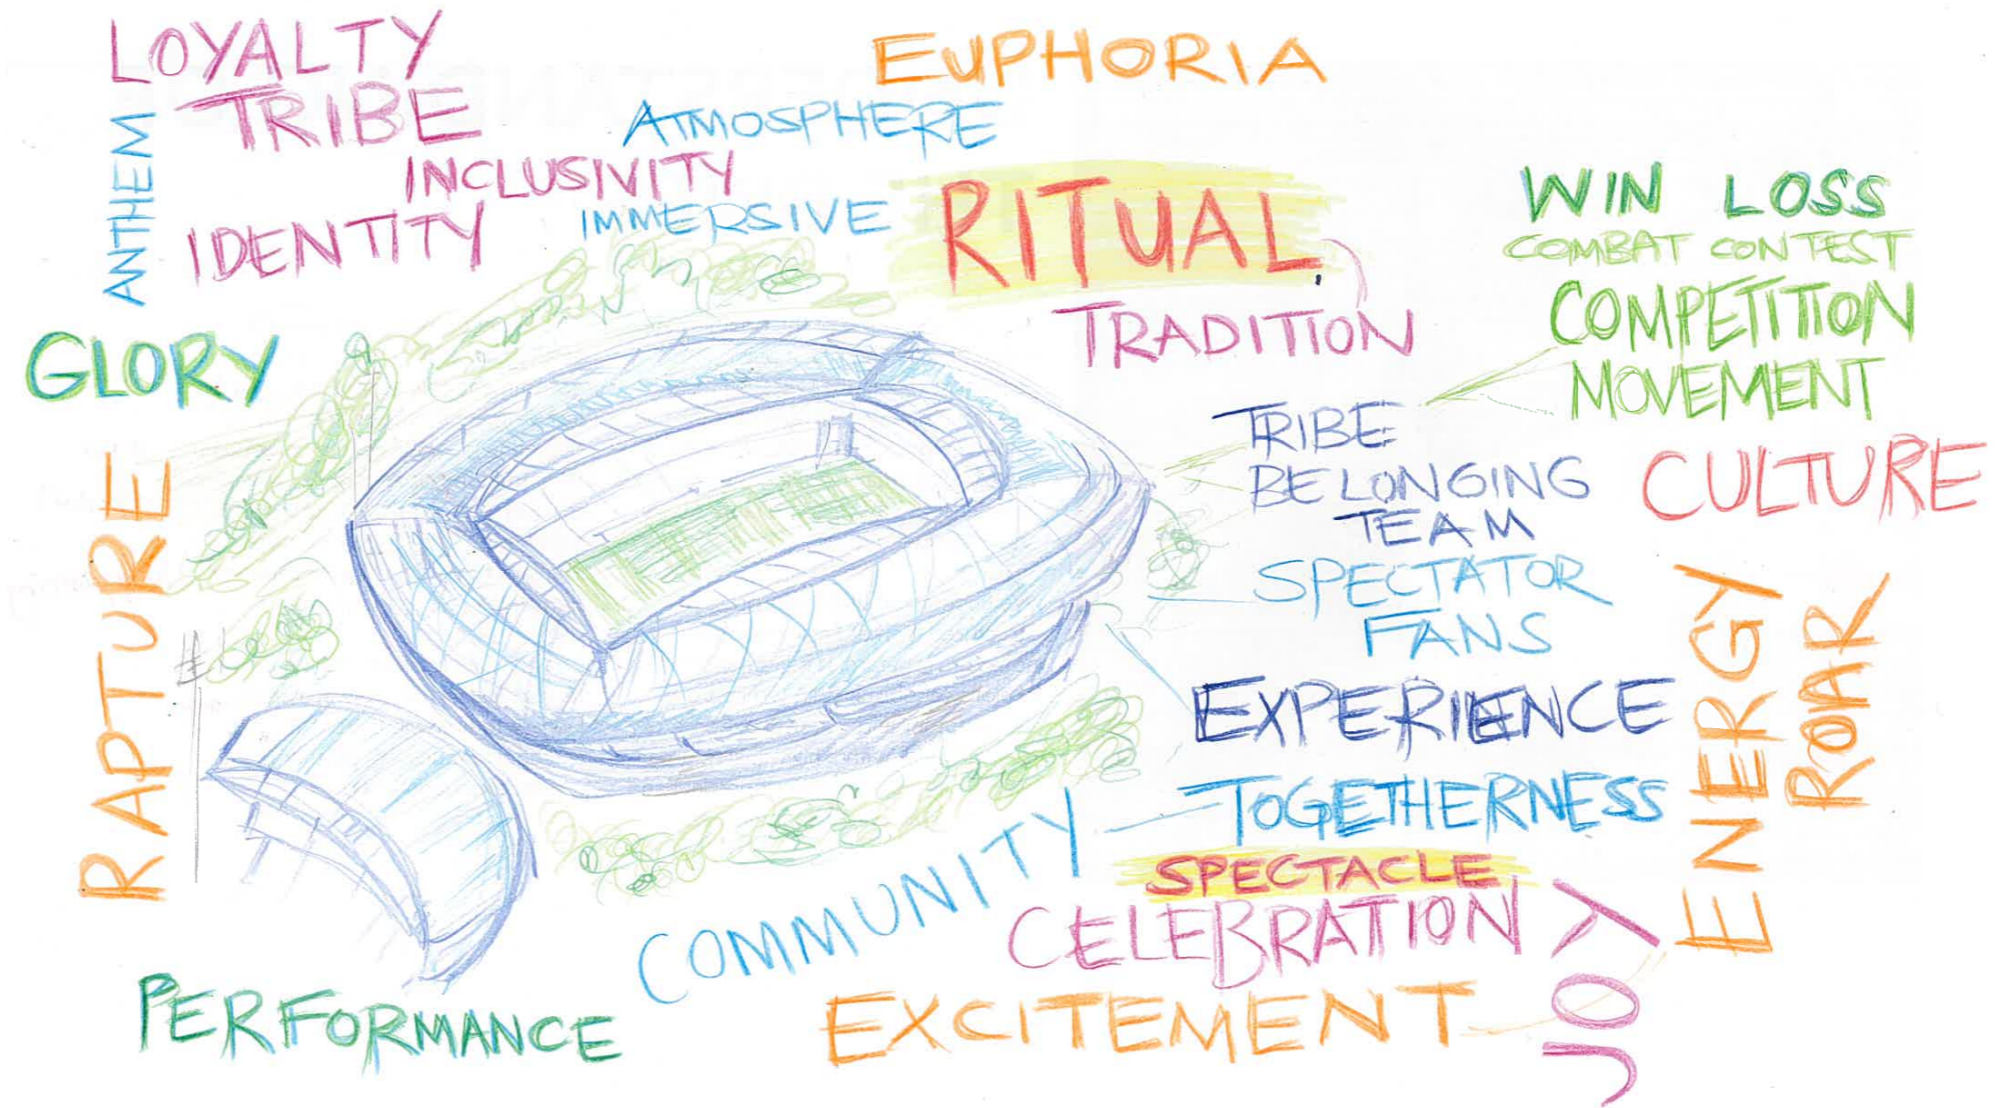 LOYALTY
TRIBE
ANTHEM
INCLUSIVITY
IDENTITY
ATMOSPHERE
IMMERSIVE
EUPHORIA
RITUAL
TRADITION
WIN LOSS
COMBAT CONTEST
COMPETITION
MOVEMENT
GLORY
TRIBE
BELONGING
TEAM
SPECTATOR
FANS
CULTURE
RAPTURE
EXPERIENCE
ENERGY
ROAR
TOGETHERNESS
COMMUNITY
SPECTACLE
CELEBRATION
JOY
EXCITEMENT
PERFORMANCE